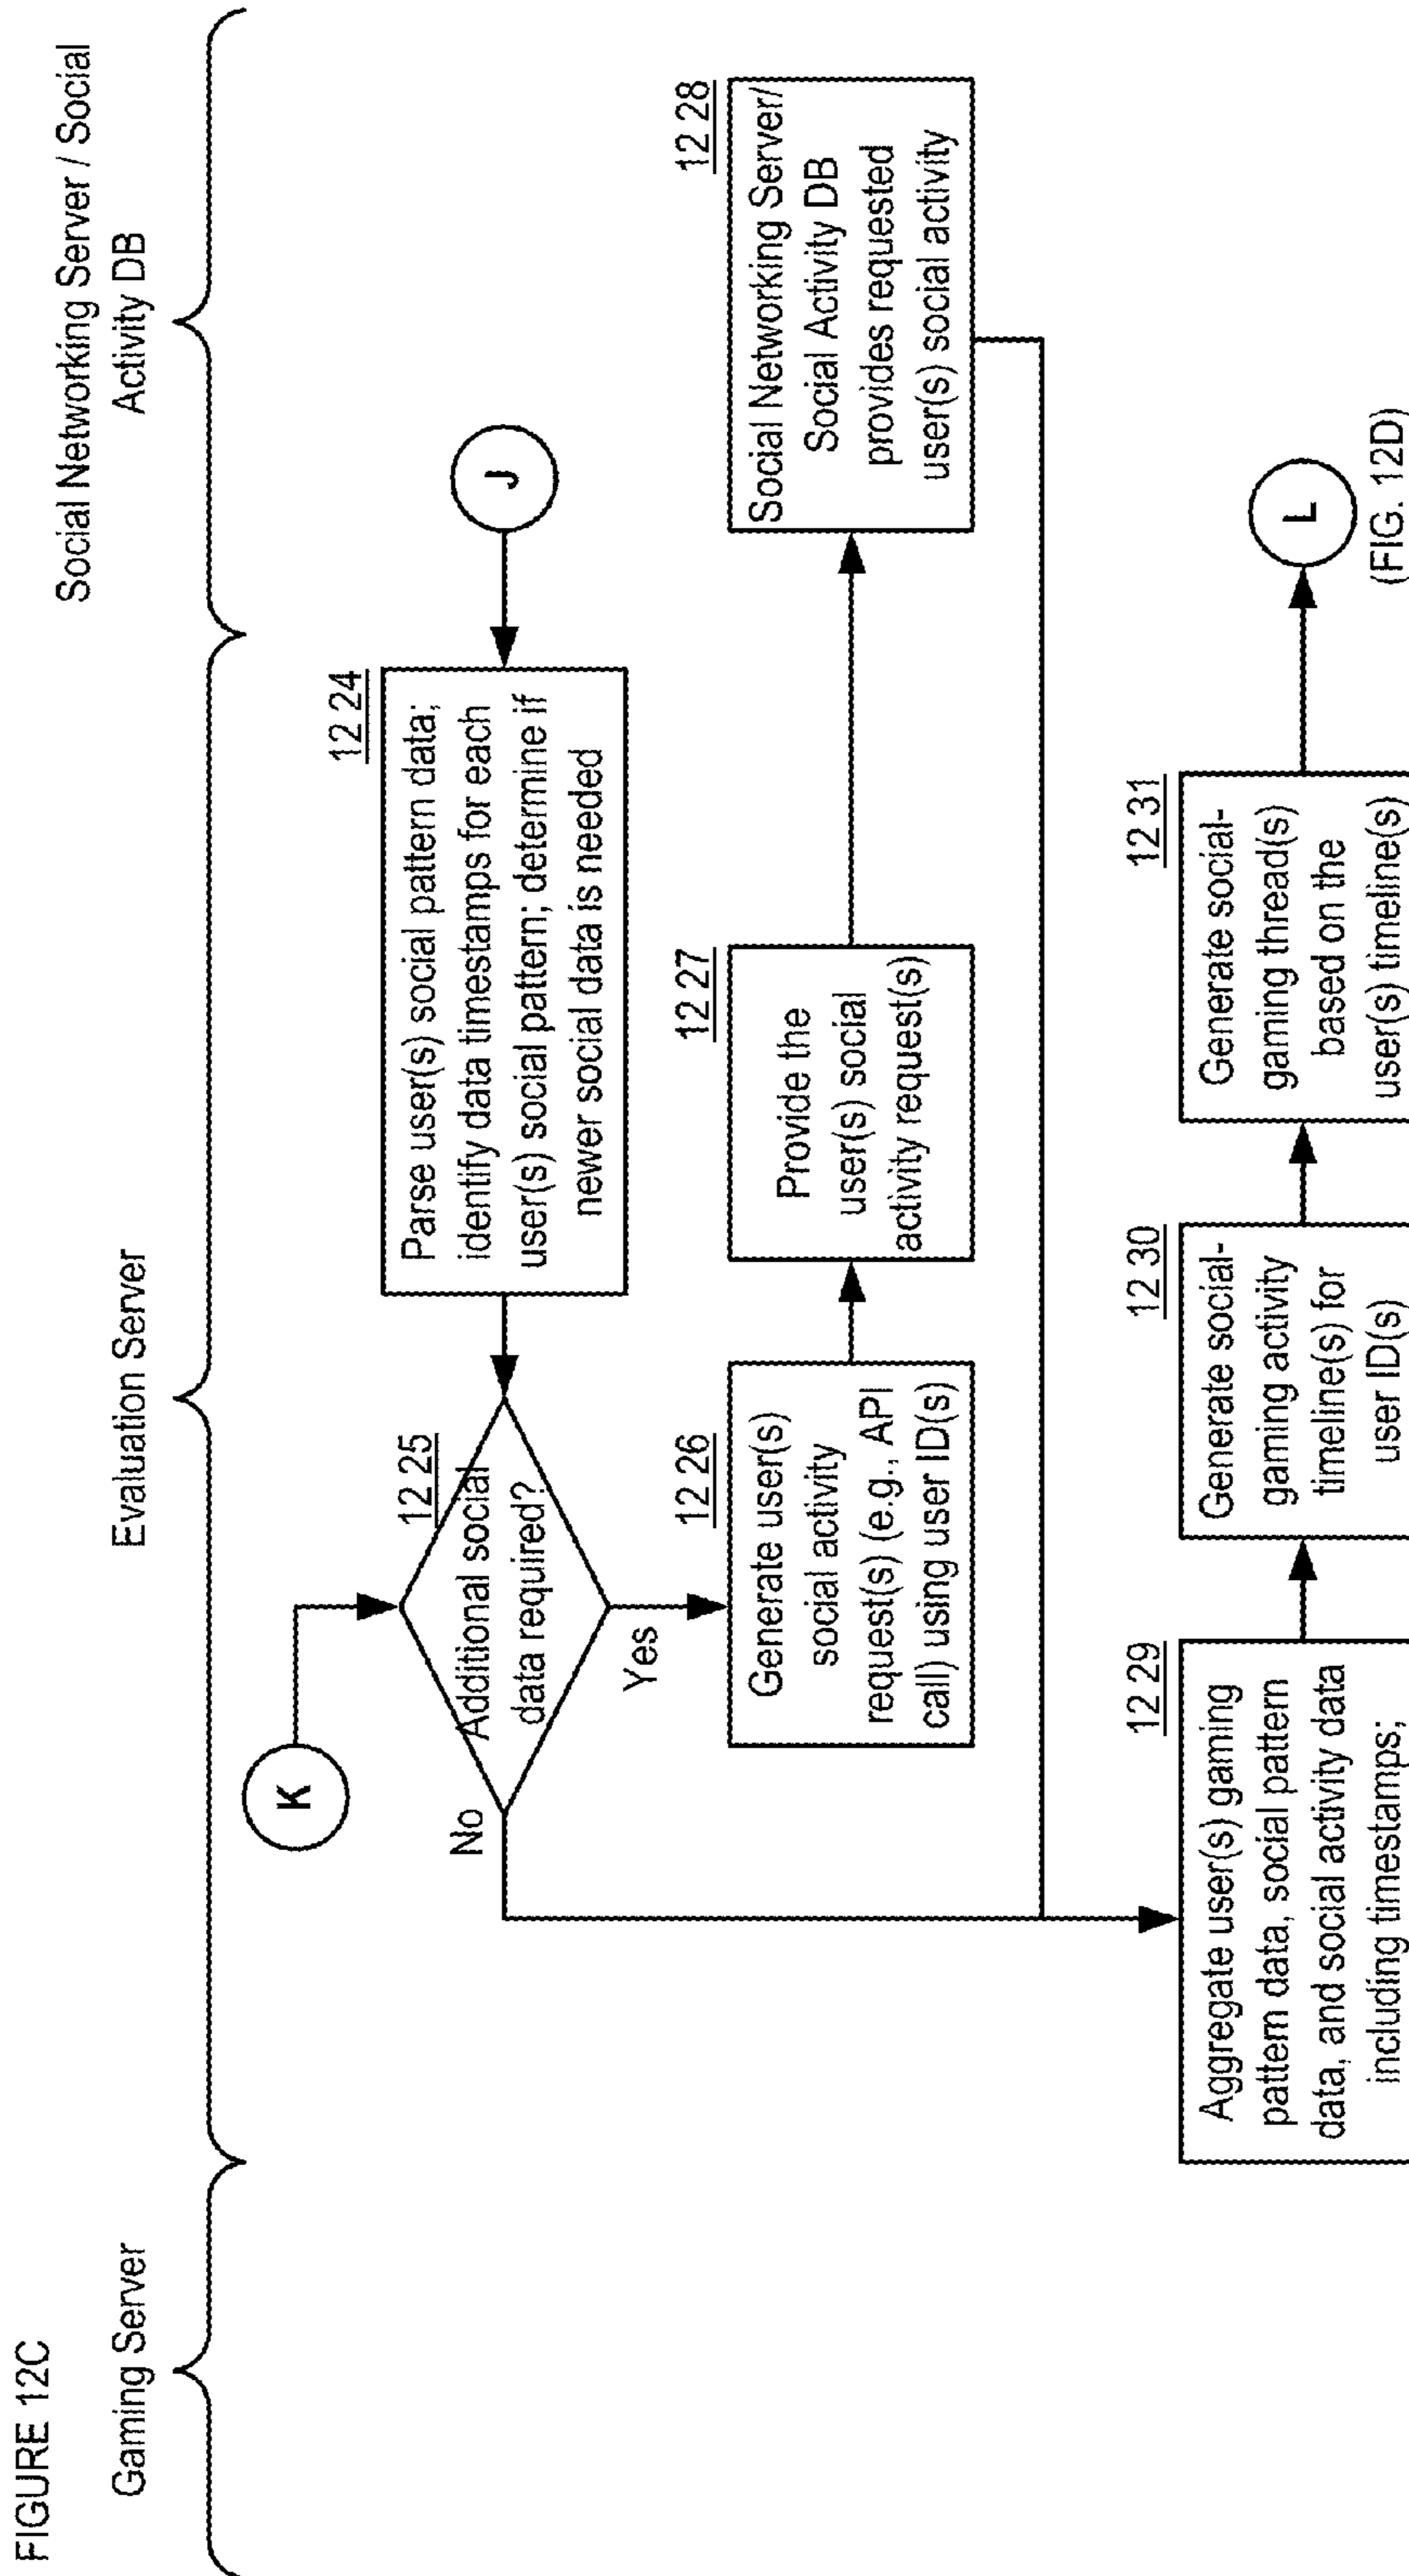 FIGURE 12C
Gaming Server
Evaluation Server
Social Networking Server / Social
Activity DB
K
J
12 24
Parse user(s) social pattern data;
identify data timestamps for each
user(s) social pattern; determine if
newer social data is needed
12 25
Additional social
data required?
No
Yes
12 26
Generate user(s)
social activity
request(s) (e.g., API
call) using user ID(s)
12 27
Provide the
user(s) social
activity request(s)
12 28
Social Networking Server/
Social Activity DB
provides requested
user(s) social activity
12 29
Aggregate user(s) gaming
pattern data, social pattern
data, and social activity data
including timestamps;
12 30
Generate social-
gaming activity
timeline(s) for
user ID(s)
12 31
Generate social-
gaming thread(s)
based on the
user(s) timeline(s)
L
(FIG. 12D)